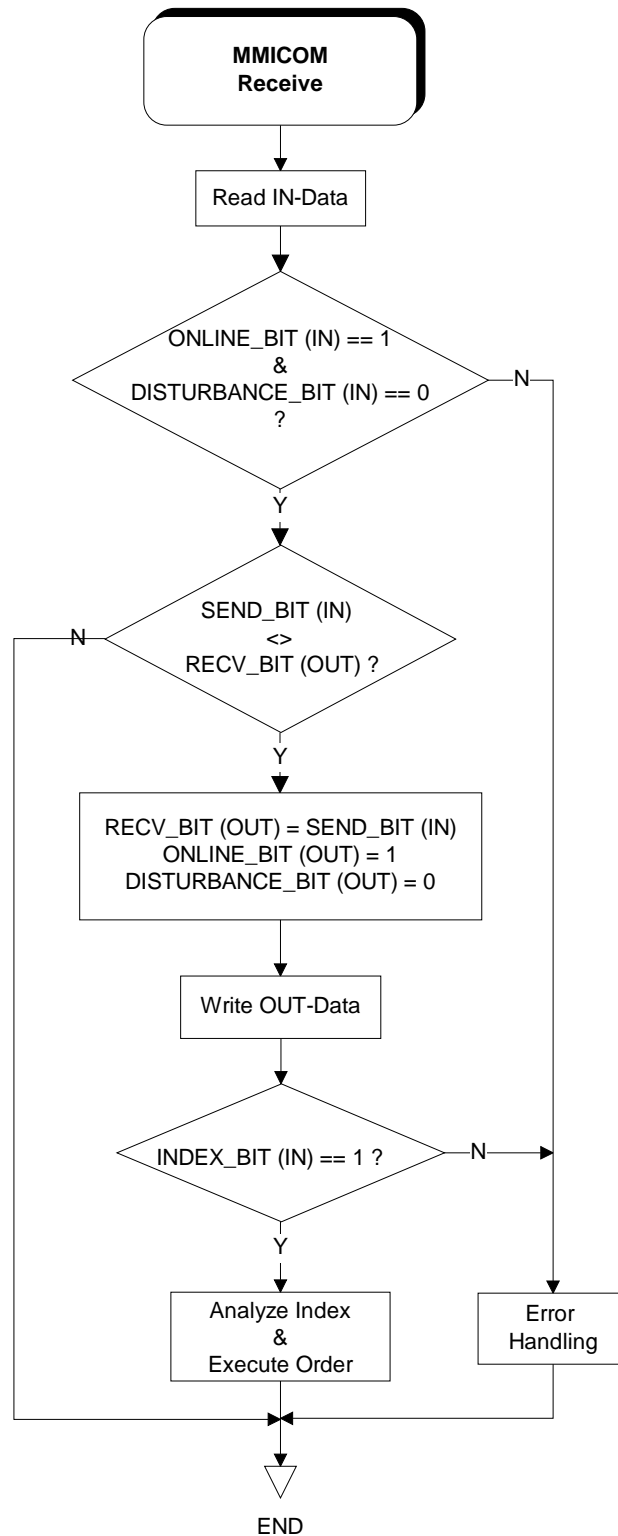 MMICOM
Receive
Read IN-Data
ONLINE_BIT (IN) == 1
&
DISTURBANCE_BIT (IN) == 0
?
N
Y
SEND_BIT (IN)
<>
RECV_BIT (OUT) ?
N
Y
RECV_BIT (OUT) = SEND_BIT (IN)
ONLINE_BIT (OUT) = 1
DISTURBANCE_BIT (OUT) = 0
Write OUT-Data
INDEX_BIT (IN) == 1 ?
N
Y
Analyze Index
&
Execute Order
Error
Handling
END